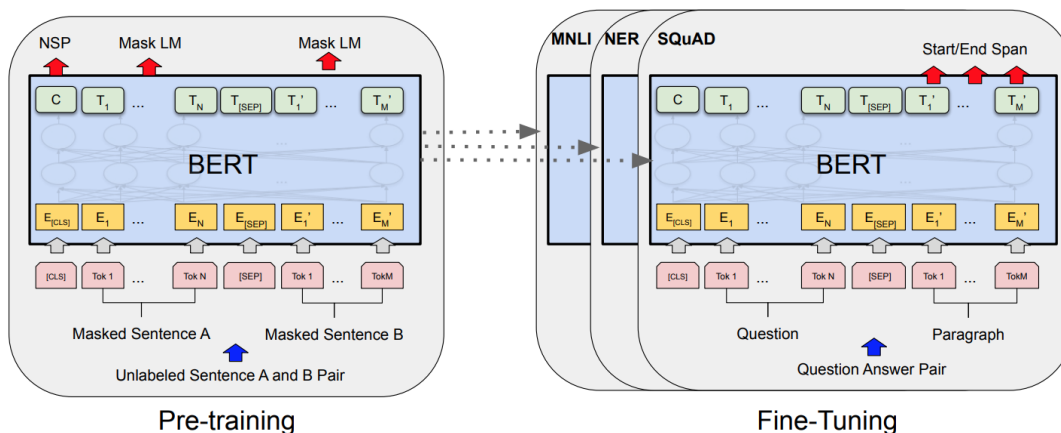 NSP Mask LM Mask LM
C T1 ... TN T[SEP] T1' ... TM'
BERT
E[CLS] E1 ... EN E[SEP] E1' ... EM'
[CLS] Tok 1 ... Tok N [SEP] Tok 1 ... TokM
Masked Sentence A Masked Sentence B
Unlabeled Sentence A and B Pair
Pre-training
MNLI NER SQuAD
Start/End Span
C T1 ... TN T[SEP] T1' ... TM'
BERT
E[CLS] E1 ... EN E[SEP] E1' ... EM'
[CLS] Tok 1 ... Tok N [SEP] Tok 1 ... TokM
Question Paragraph
Question Answer Pair
Fine-Tuning